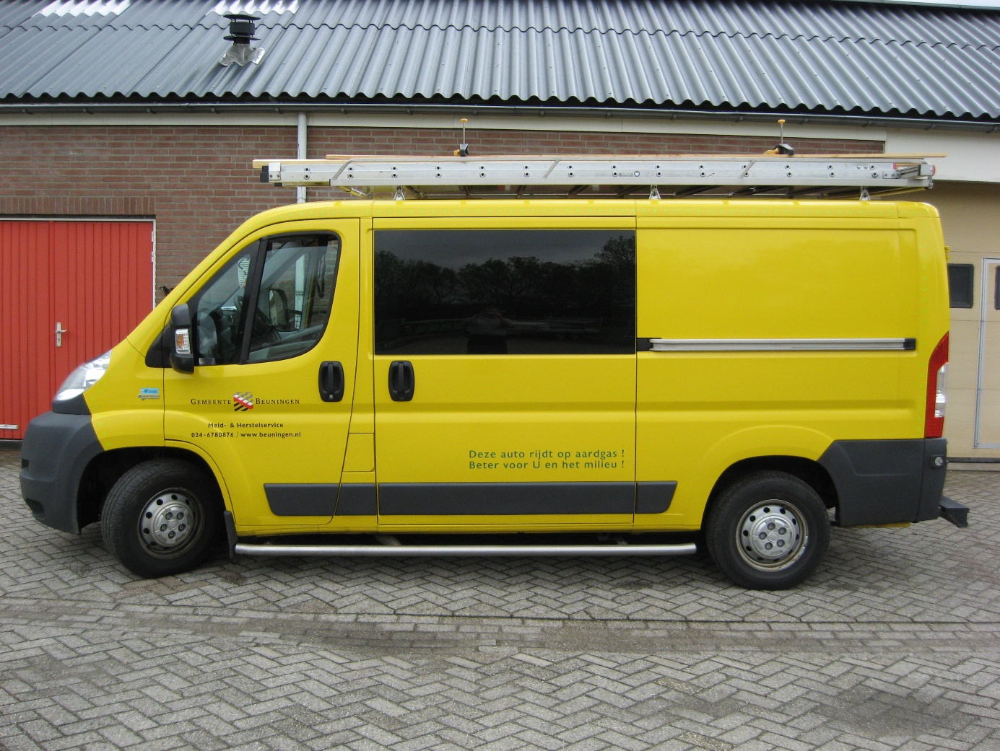 GEMEENTE BEUNINGEN
Meld- & Herstelservice
024-6780876 / www.beuningen.nl
Deze auto rijdt op aardgas !
Beter voor U en het milieu !